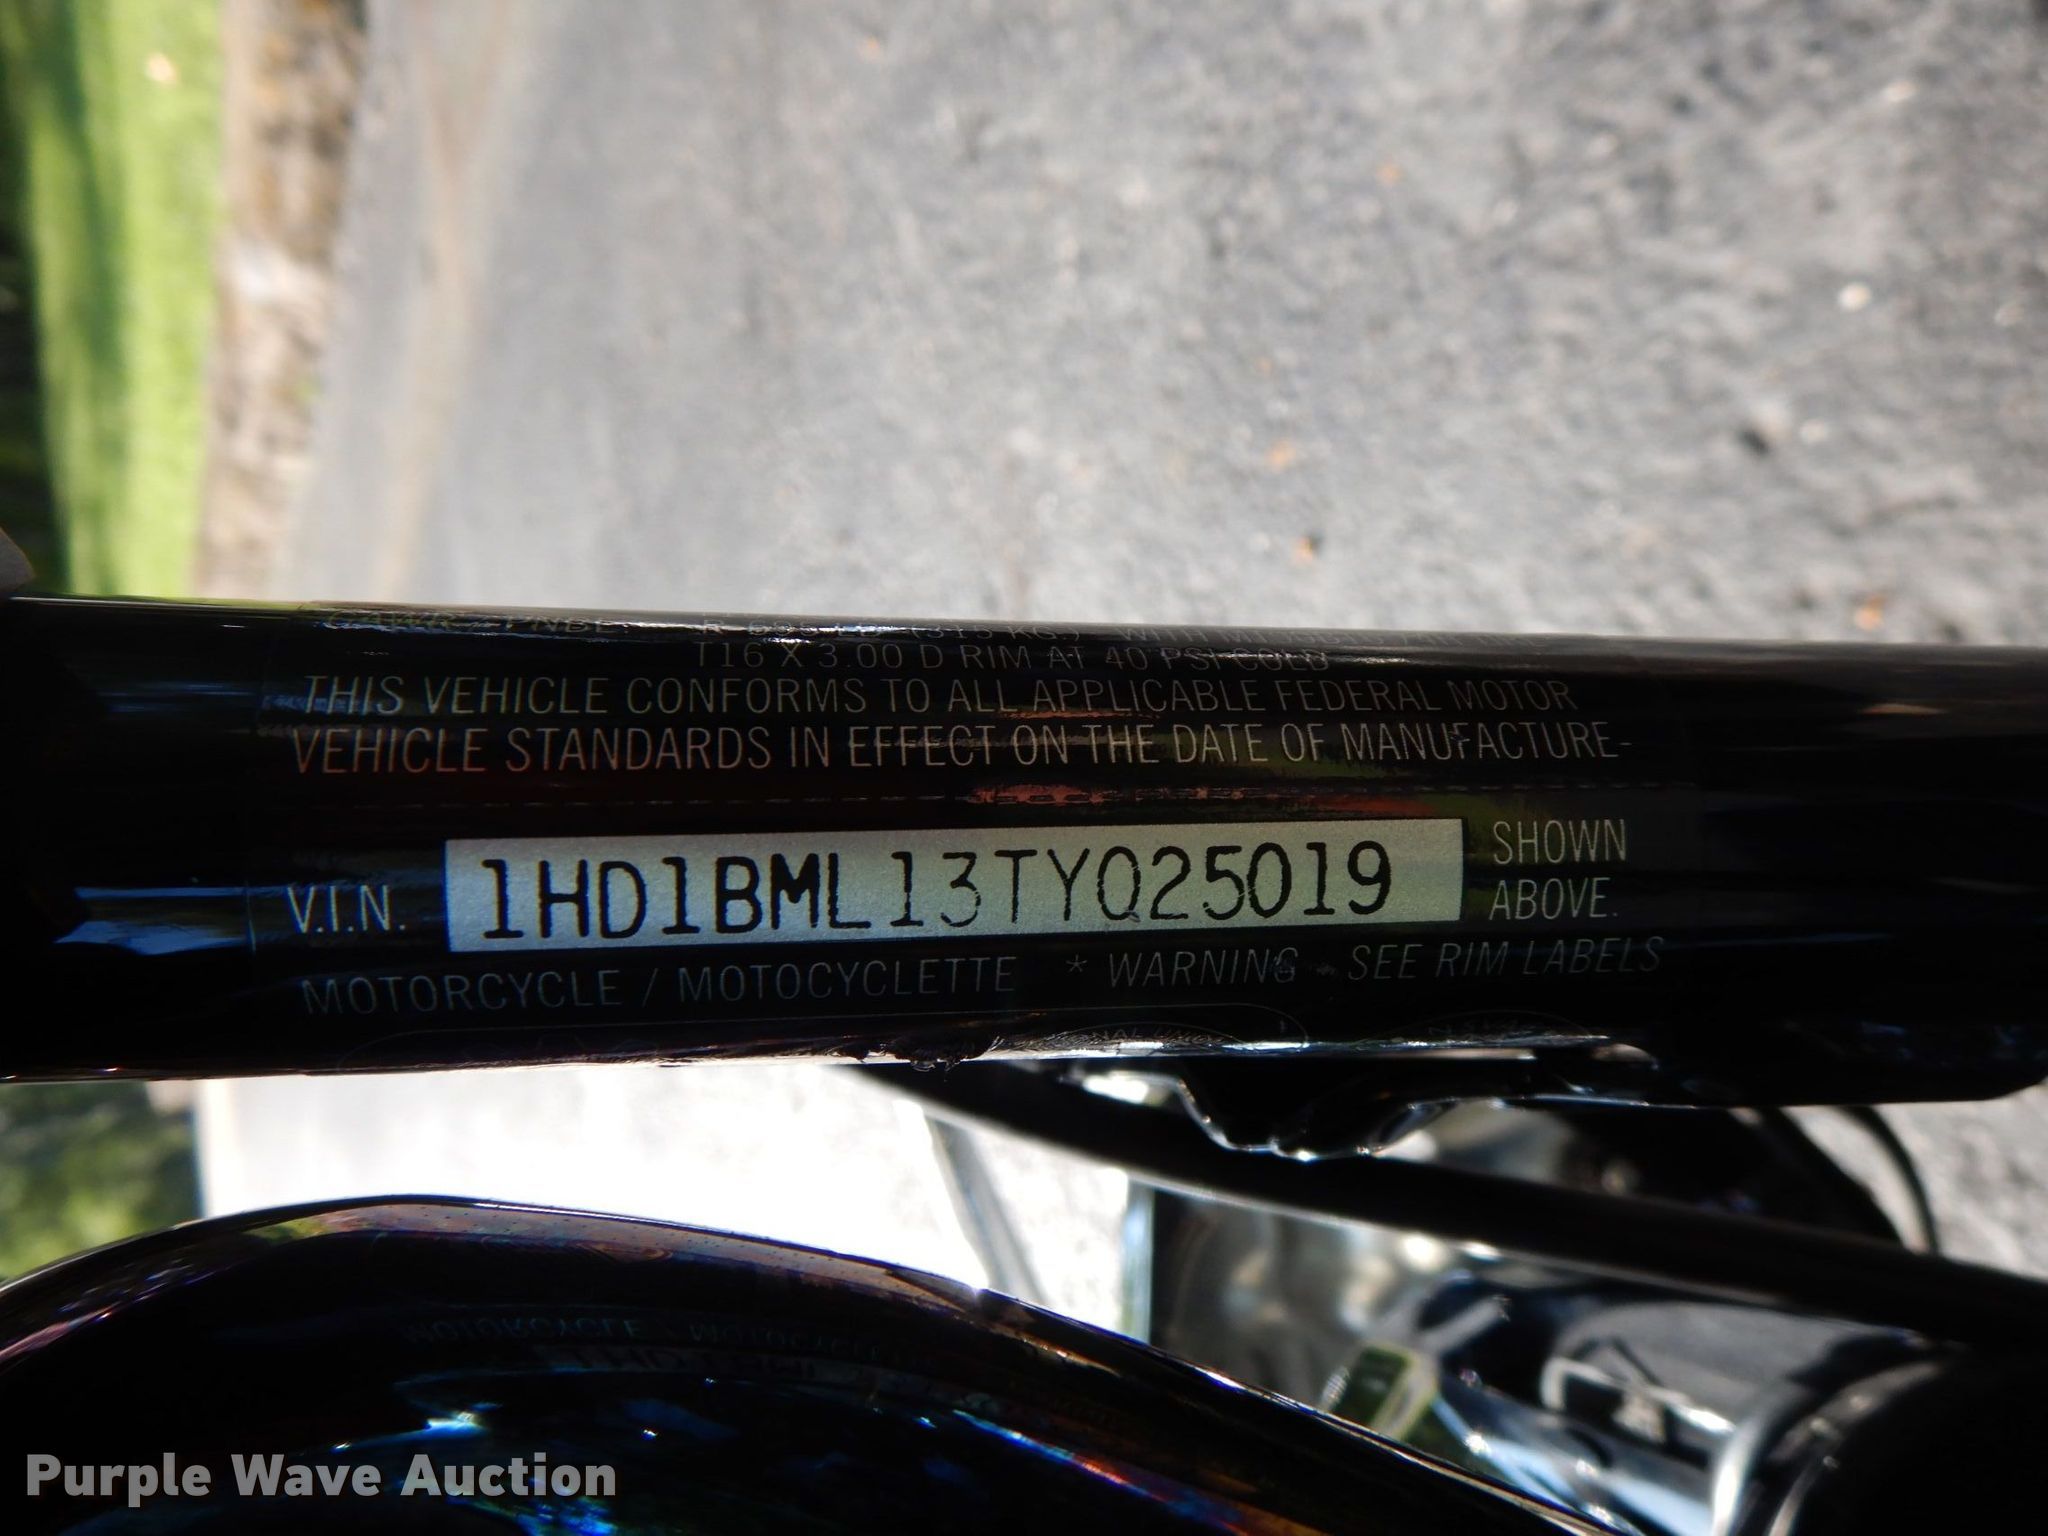 T16 X 3.00 D RIM AT 40 PSI COLD
THIS VEHICLE CONFORMS TO ALL APPLICABLE FEDERAL MOTOR
VEHICLE STANDARDS IN EFFECT ON THE DATE OF MANUFACTURE-
V.I.N. 1HD1BML13TY025019 SHOWN
ABOVE.
MOTORCYCLE / MOTOCYCLETTE * WARNING - SEE RIM LABELS
Purple Wave Auction